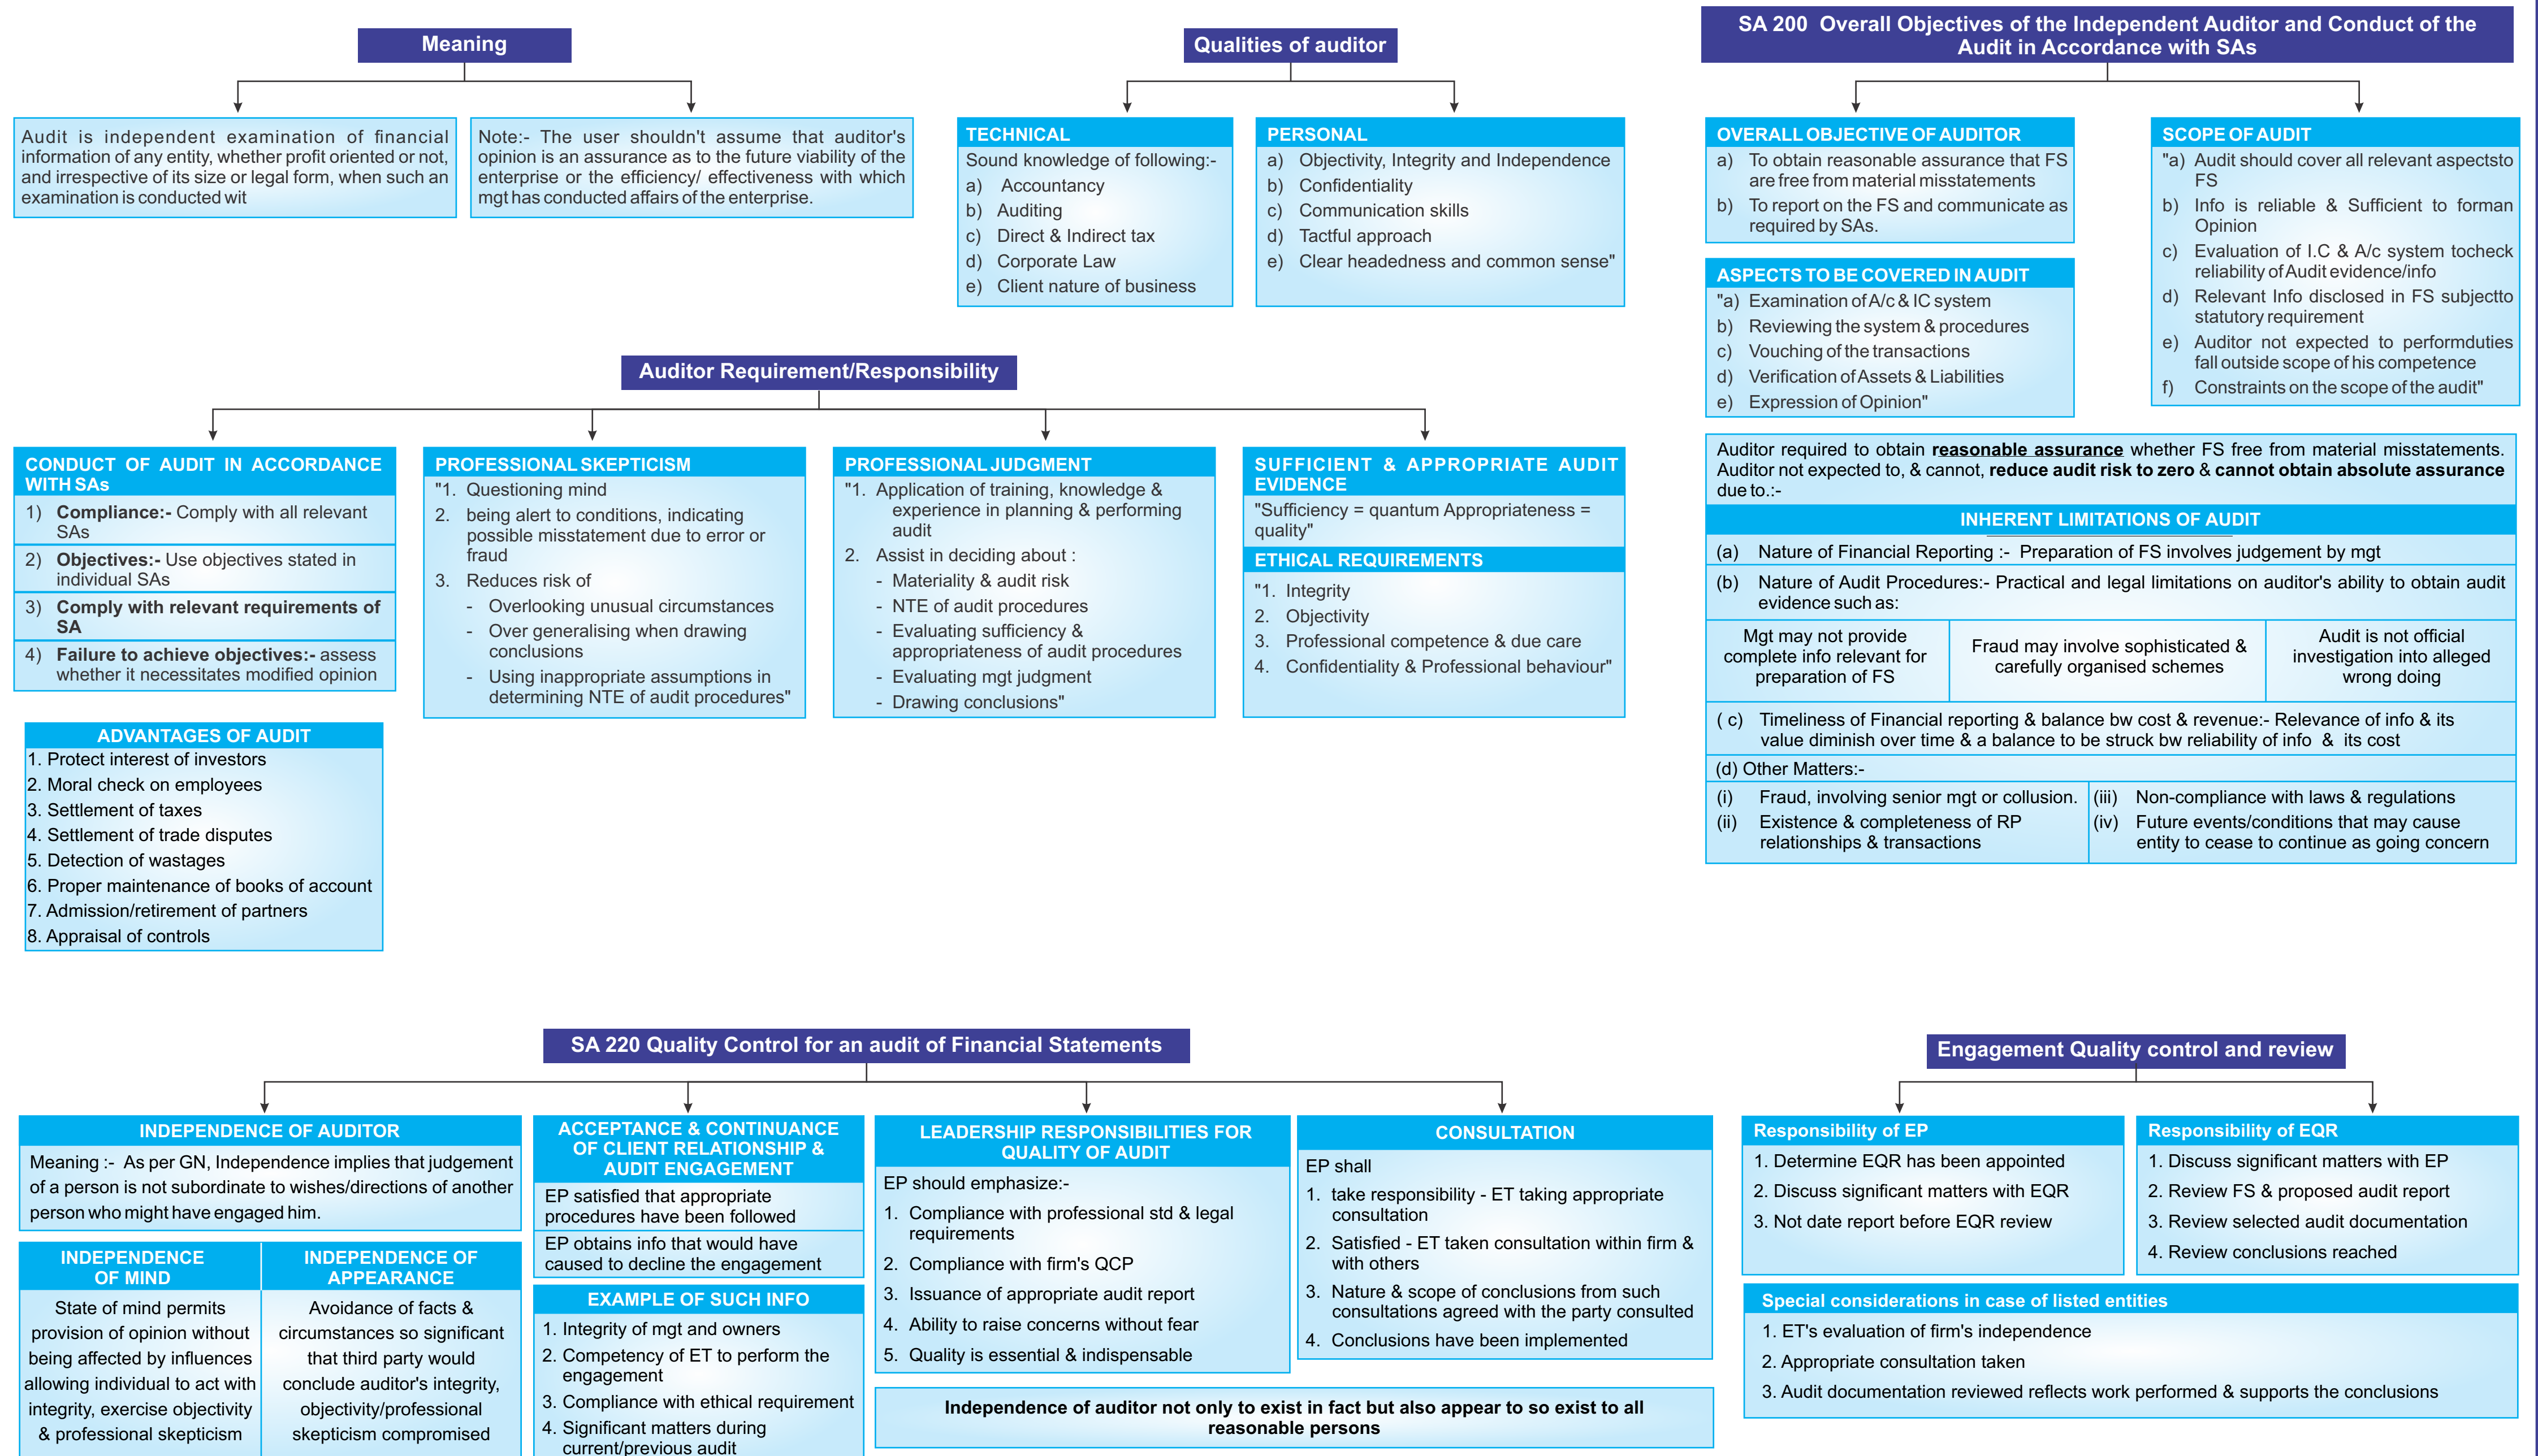 Meaning
Audit is independent examination of financial
information of any entity, whether profit oriented or not,
and irrespective of its size or legal form, when such an
examination is conducted wit
Note:- The user shouldn't assume that auditor's
opinion is an assurance as to the future viability of the
enterprise or the efficiency/ effectiveness with which
mgt has conducted affairs of the enterprise.
Qualities of auditor
TECHNICAL
Sound knowledge of following:-
a) Accountancy
b) Auditing
c) Direct & Indirect tax
d) Corporate Law
e) Client nature of business
PERSONAL
a) Objectivity, Integrity and Independence
b) Confidentiality
c) Communication skills
d) Tactful approach
e) Clear headedness and common sense"
SA 200 Overall Objectives of the Independent Auditor and Conduct of the
Audit in Accordance with SAs
OVERALL OBJECTIVE OF AUDITOR
a) To obtain reasonable assurance that FS
are free from material misstatements
b) To report on the FS and communicate as
required by SAs.
ASPECTS TO BE COVERED IN AUDIT
"a) Examination of A/c & IC system
b) Reviewing the system & procedures
c) Vouching of the transactions
d) Verification of Assets & Liabilities
e) Expression of Opinion"
SCOPE OF AUDIT
"a) Audit should cover all relevant aspectsto
FS
b) Info is reliable & Sufficient to forman
Opinion
c) Evaluation of I.C & A/c system tocheck
reliability of Audit evidence/info
d) Relevant Info disclosed in FS subjectto
statutory requirement
e) Auditor not expected to performduties
fall outside scope of his competence
f) Constraints on the scope of the audit"
Auditor required to obtain reasonable assurance whether FS free from material misstatements.
Auditor not expected to, & cannot, reduce audit risk to zero & cannot obtain absolute assurance
due to.:-
INHERENT LIMITATIONS OF AUDIT
(a) Nature of Financial Reporting :- Preparation of FS involves judgement by mgt
(b) Nature of Audit Procedures:- Practical and legal limitations on auditor's ability to obtain audit
evidence such as:
Mgt may not provide
complete info relevant for
preparation of FS
Fraud may involve sophisticated &
carefully organised schemes
Audit is not official
investigation into alleged
wrong doing
( c) Timeliness of Financial reporting & balance bw cost & revenue:- Relevance of info & its
value diminish over time & a balance to be struck bw reliability of info & its cost
(d) Other Matters:-
(i) Fraud, involving senior mgt or collusion.
(ii) Existence & completeness of RP
relationships & transactions
(iii) Non-compliance with laws & regulations
(iv) Future events/conditions that may cause
entity to cease to continue as going concern
Auditor Requirement/Responsibility
CONDUCT OF AUDIT IN ACCORDANCE
WITH SAs
1) Compliance:- Comply with all relevant
SAs
2) Objectives:- Use objectives stated in
individual SAs
3) Comply with relevant requirements of
SA
4) Failure to achieve objectives:- assess
whether it necessitates modified opinion
PROFESSIONAL SKEPTICISM
"1. Questioning mind
2. being alert to conditions, indicating
possible misstatement due to error or
fraud
3. Reduces risk of
- Overlooking unusual circumstances
- Over generalising when drawing
conclusions
- Using inappropriate assumptions in
determining NTE of audit procedures"
PROFESSIONAL JUDGMENT
"1. Application of training, knowledge &
experience in planning & performing
audit
2. Assist in deciding about :
- Materiality & audit risk
- NTE of audit procedures
- Evaluating sufficiency &
appropriateness of audit procedures
- Evaluating mgt judgment
- Drawing conclusions"
SUFFICIENT & APPROPRIATE AUDIT
EVIDENCE
"Sufficiency = quantum Appropriateness =
quality"
ETHICAL REQUIREMENTS
"1. Integrity
2. Objectivity
3. Professional competence & due care
4. Confidentiality & Professional behaviour"
ADVANTAGES OF AUDIT
1. Protect interest of investors
2. Moral check on employees
3. Settlement of taxes
4. Settlement of trade disputes
5. Detection of wastages
6. Proper maintenance of books of account
7. Admission/retirement of partners
8. Appraisal of controls
SA 220 Quality Control for an audit of Financial Statements
INDEPENDENCE OF AUDITOR
Meaning :- As per GN, Independence implies that judgement
of a person is not subordinate to wishes/directions of another
person who might have engaged him.
INDEPENDENCE
OF MIND
State of mind permits
provision of opinion without
being affected by influences
allowing individual to act with
integrity, exercise objectivity
& professional skepticism
INDEPENDENCE OF
APPEARANCE
Avoidance of facts &
circumstances so significant
that third party would
conclude auditor's integrity,
objectivity/professional
skepticism compromised
ACCEPTANCE & CONTINUANCE
OF CLIENT RELATIONSHIP &
AUDIT ENGAGEMENT
EP satisfied that appropriate
procedures have been followed
EP obtains info that would have
caused to decline the engagement
EXAMPLE OF SUCH INFO
1. Integrity of mgt and owners
2. Competency of ET to perform the
engagement
3. Compliance with ethical requirement
4. Significant matters during
current/previous audit
LEADERSHIP RESPONSIBILITIES FOR
QUALITY OF AUDIT
EP should emphasize:-
1. Compliance with professional std & legal
requirements
2. Compliance with firm's QCP
3. Issuance of appropriate audit report
4. Ability to raise concerns without fear
5. Quality is essential & indispensable
CONSULTATION
EP shall
1. take responsibility - ET taking appropriate
consultation
2. Satisfied - ET taken consultation within firm &
with others
3. Nature & scope of conclusions from such
consultations agreed with the party consulted
4. Conclusions have been implemented
Independence of auditor not only to exist in fact but also appear to so exist to all
reasonable persons
Engagement Quality control and review
Responsibility of EP
1. Determine EQR has been appointed
2. Discuss significant matters with EQR
3. Not date report before EQR review
Responsibility of EQR
1. Discuss significant matters with EP
2. Review FS & proposed audit report
3. Review selected audit documentation
4. Review conclusions reached
Special considerations in case of listed entities
1. ET's evaluation of firm's independence
2. Appropriate consultation taken
3. Audit documentation reviewed reflects work performed & supports the conclusions